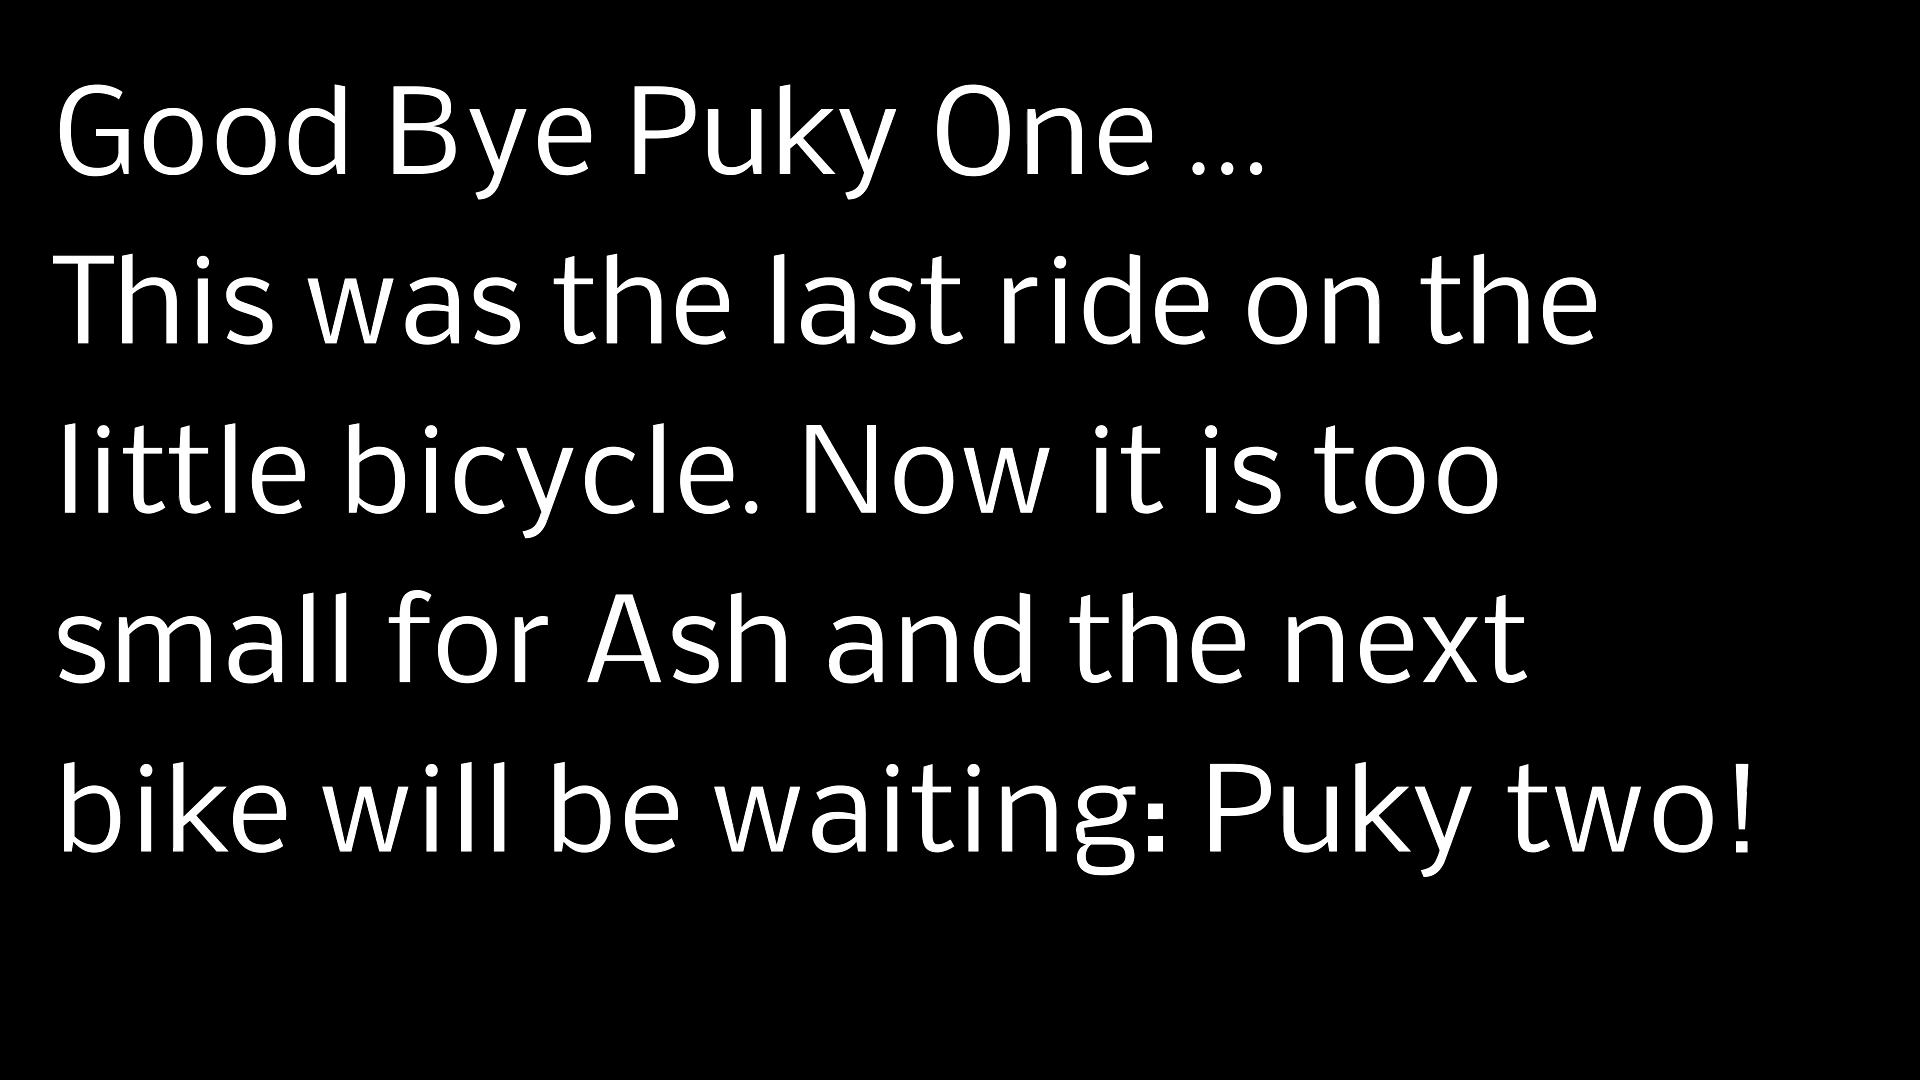 Good Bye Puky One ...
This was the last ride on the
little bicycle. Now it is too
small for Ash and the next
bike will be waiting: Puky two!